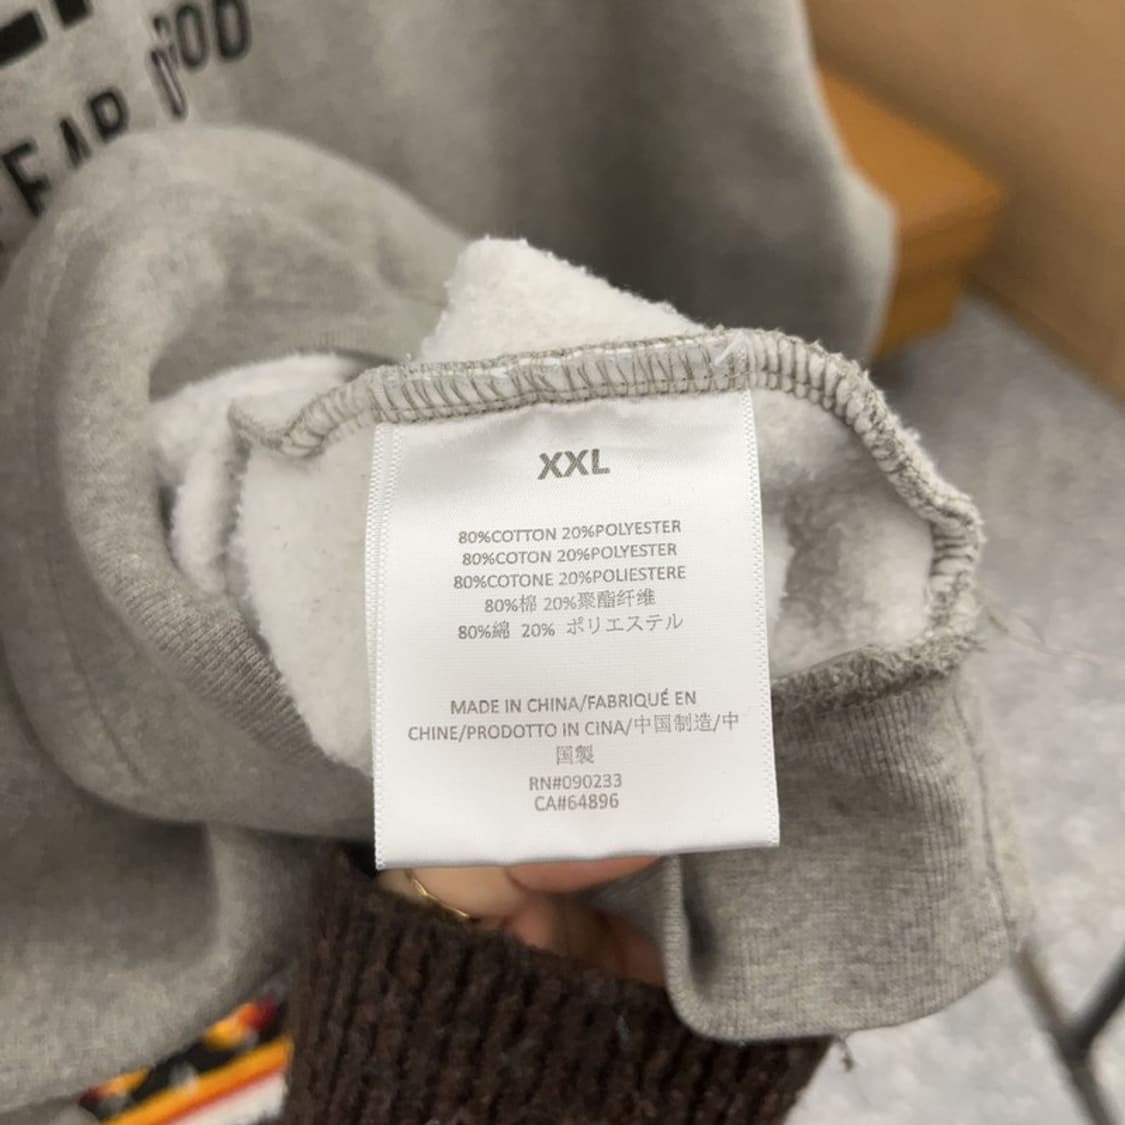 EAR GOD
XXL
80%COTTON 20%POLYESTER
80%COTON 20%POLYESTER
80%COTONE 20%POLIESTERE
80%棉 20%聚酯纤维
80%綿 20% ポリエステル
MADE IN CHINA/FABRIQUÉ EN
CHINE/PRODOTTO IN CINA/中国制造/中
国製
RN#090233
CA#64896